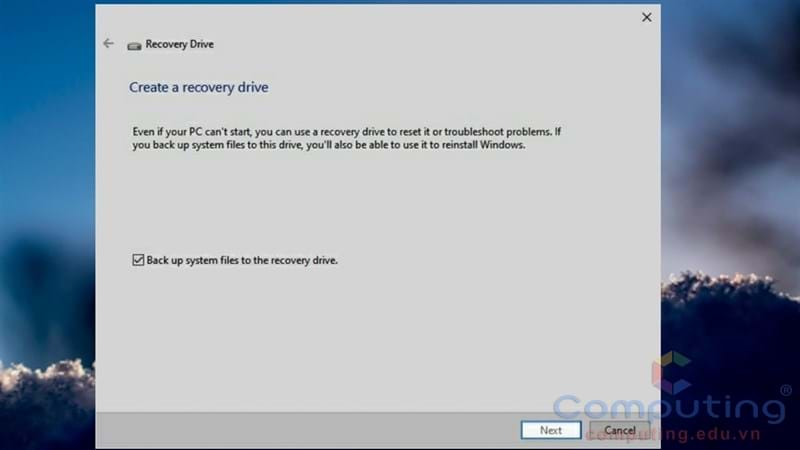 Recovery Drive
Create a recovery drive
Even if your PC can't start, you can use a recovery drive to reset it or troubleshoot problems. If
you back up system files to this drive, you'll also be able to use it to reinstall Windows.
Back up system files to the recovery drive.
Computing®
Next
Cancel
computing.edu.vn